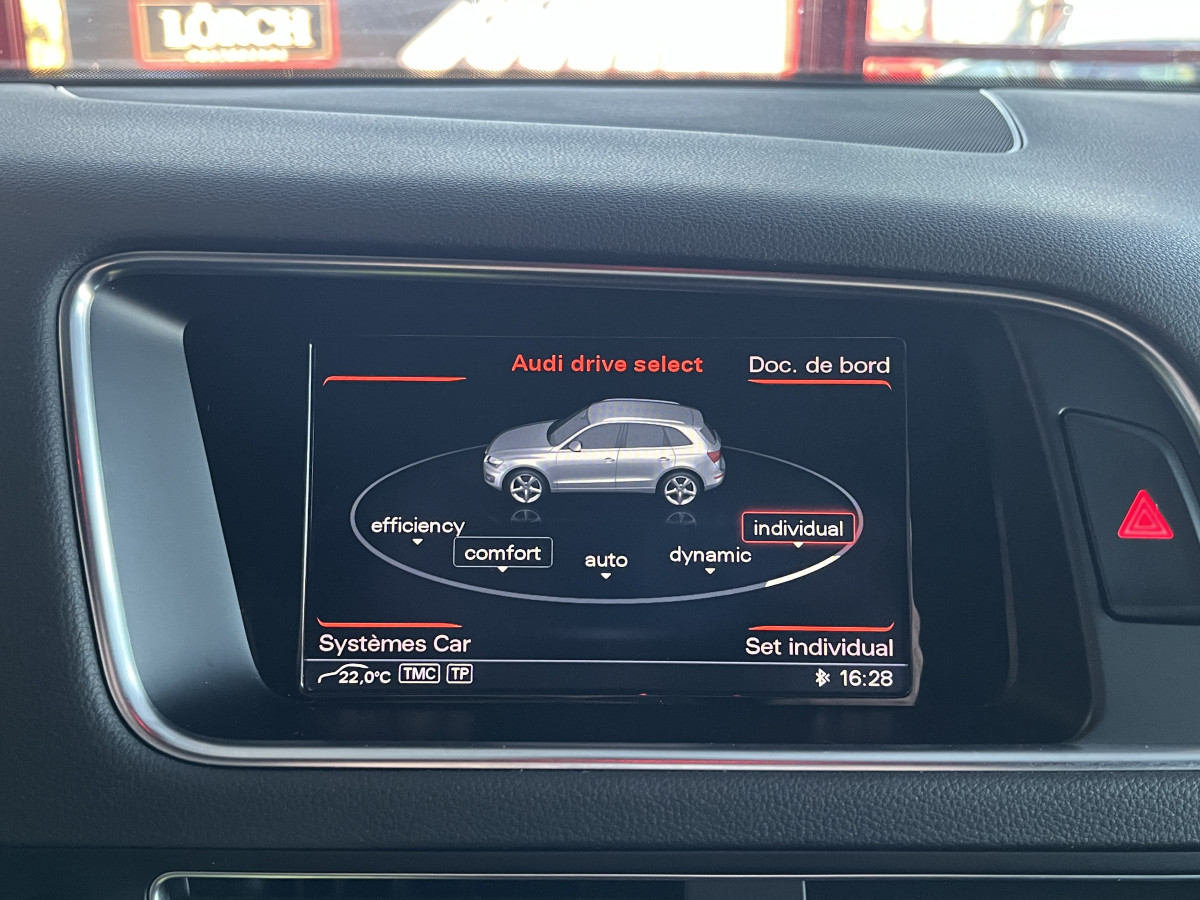 LÖRCH
Audi drive select
Doc. de bord
efficiency
comfort
auto
dynamic
individual
Systèmes Car
Set individual
22,0°C TMC TP
16:28